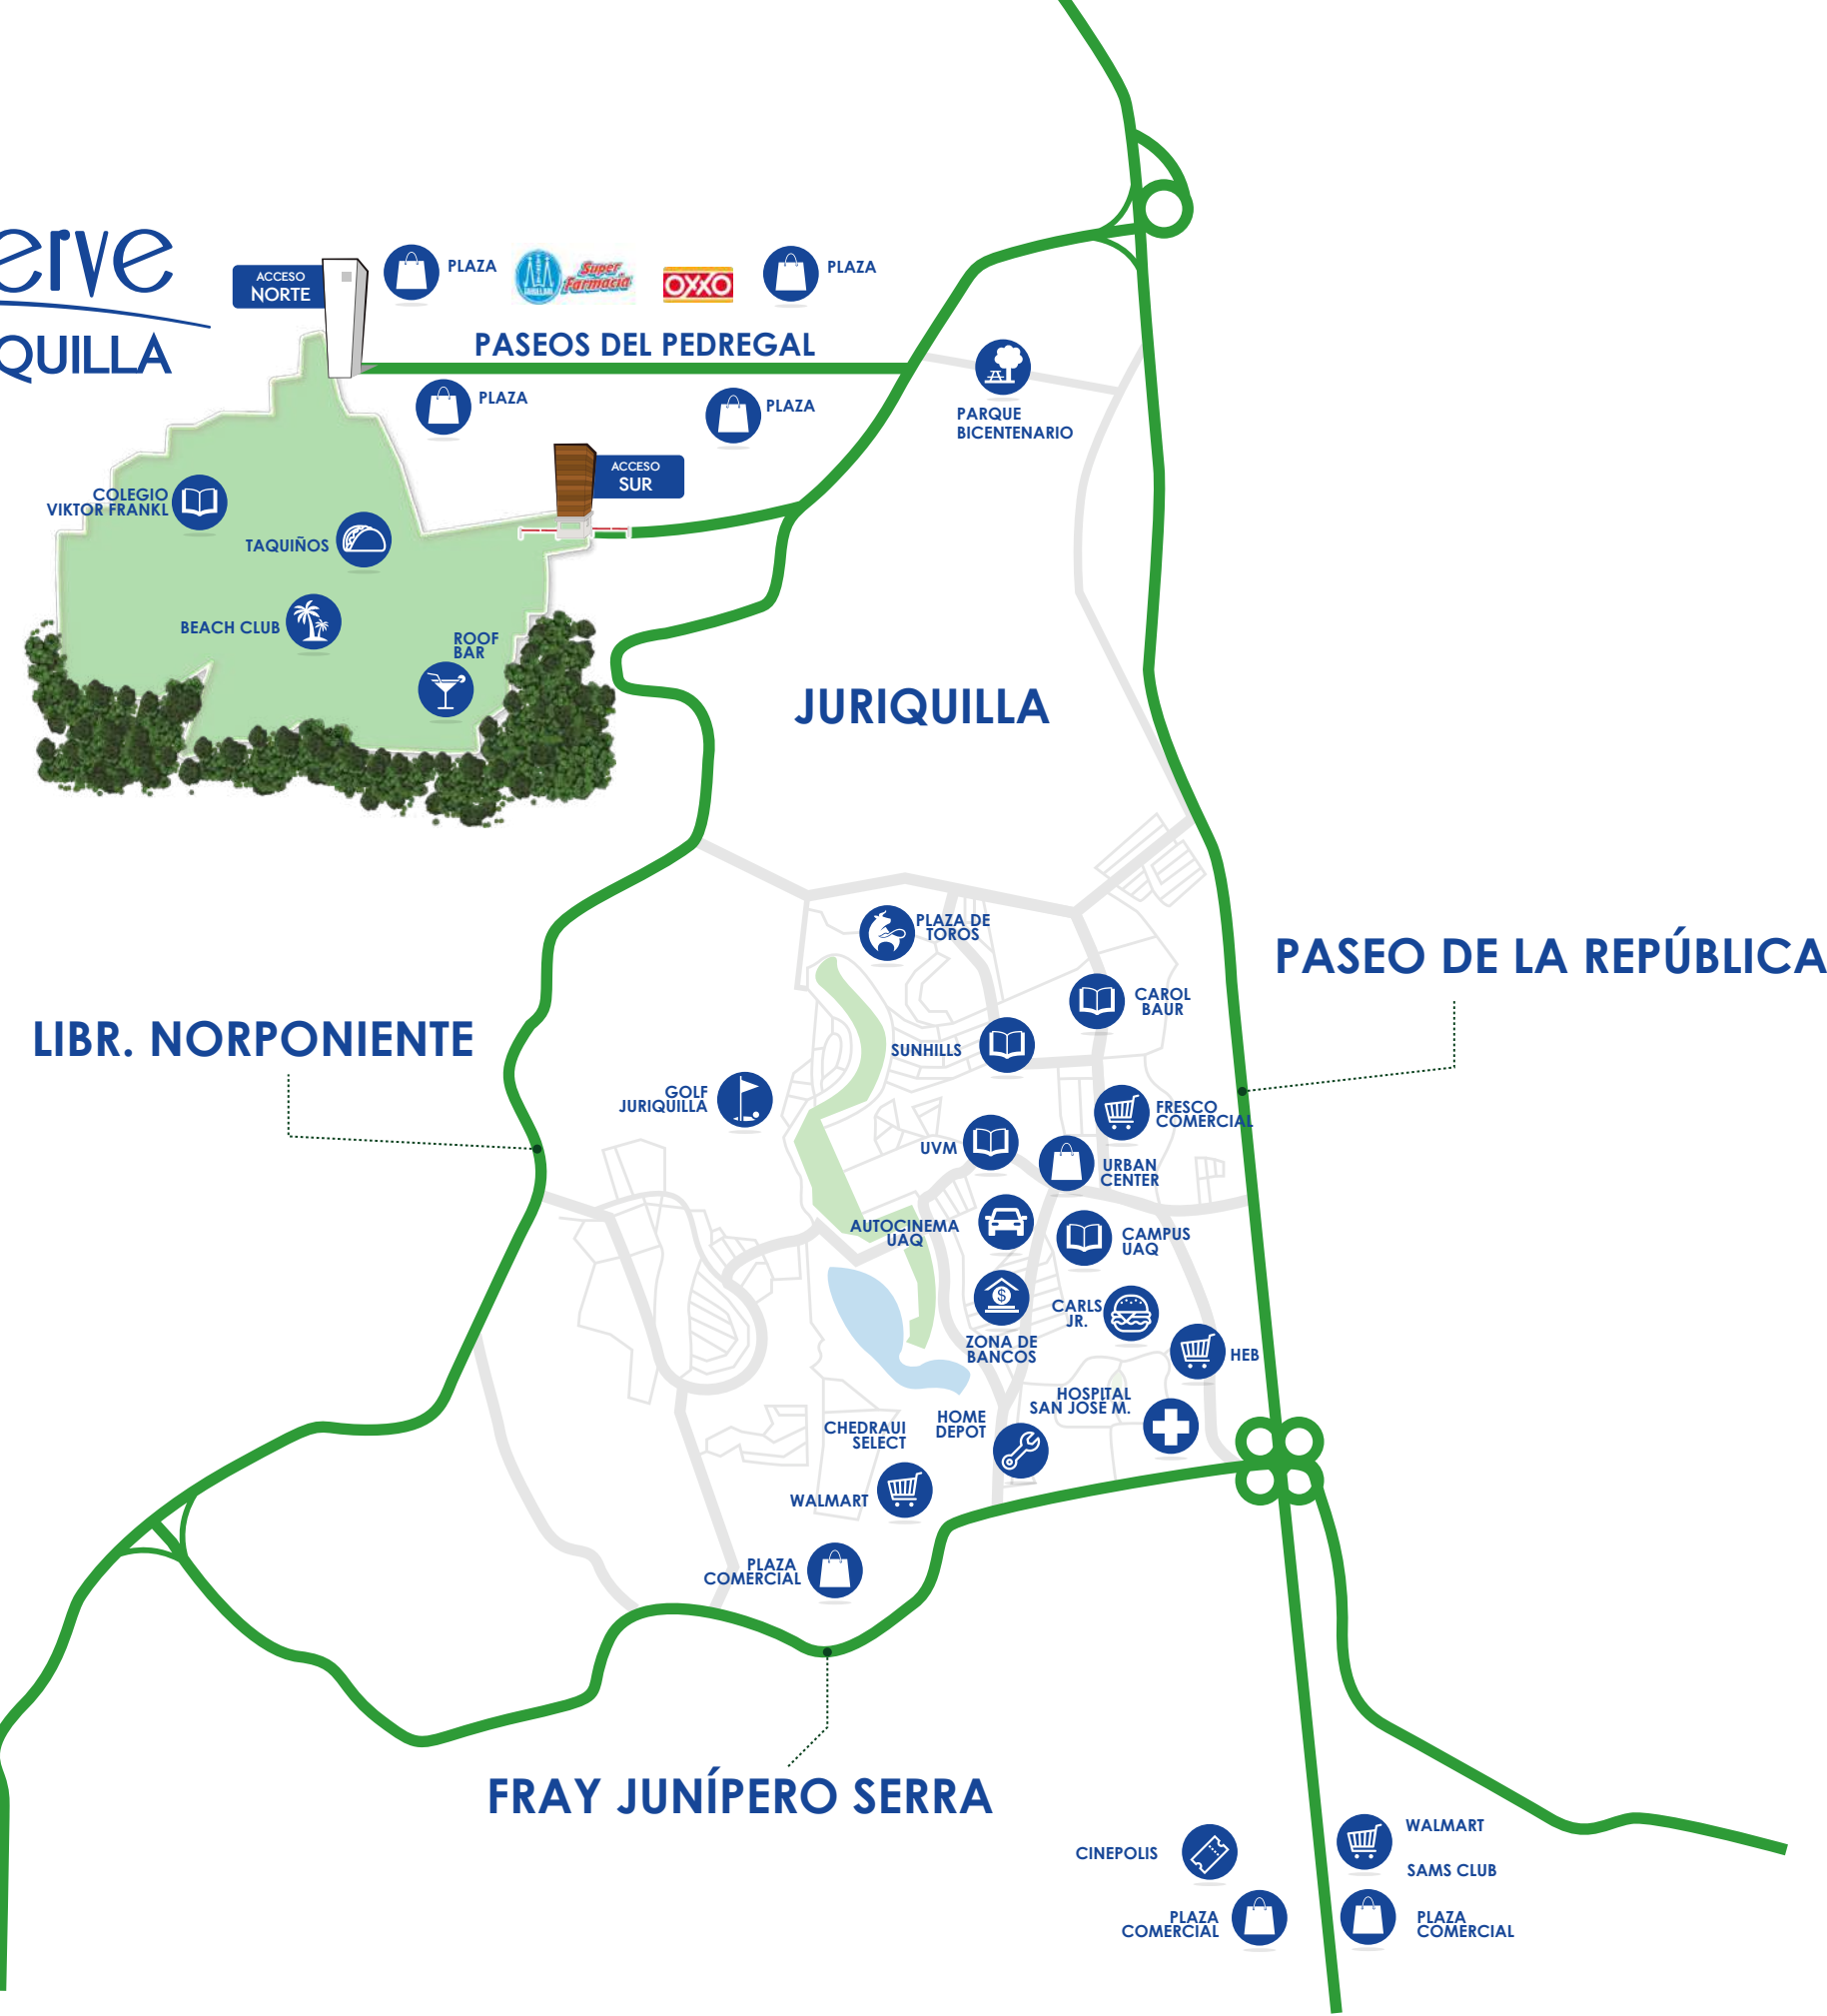 erve
QUILLA
ACCESO
NORTE
PLAZA
Super
Farmacia
OXXO
PLAZA
PASEOS DEL PEDREGAL
PLAZA
PLAZA
PARQUE
BICENTENARIO
ACCESO
SUR
COLEGIO
VIKTOR FRANKL
TAQUIÑOS
BEACH CLUB
ROOF
BAR
JURIQUILLA
PLAZA DE
TOROS
PASEO DE LA REPÚBLICA
CAROL
BAUR
LIBR. NORPONIENTE
SUNHILLS
GOLF
JURIQUILLA
FRESCO
COMERCIAL
UVM
URBAN
CENTER
AUTOCINEMA
UAQ
CAMPUS
UAQ
$
CARLS
JR.
ZONA DE
BANCOS
HEB
HOSPITAL
SAN JOSÉ M.
HOME
DEPOT
CHEDRAUI
SELECT
WALMART
PLAZA
COMERCIAL
FRAY JUNÍPERO SERRA
CINEPOLIS
WALMART
SAMS CLUB
PLAZA
COMERCIAL
PLAZA
COMERCIAL